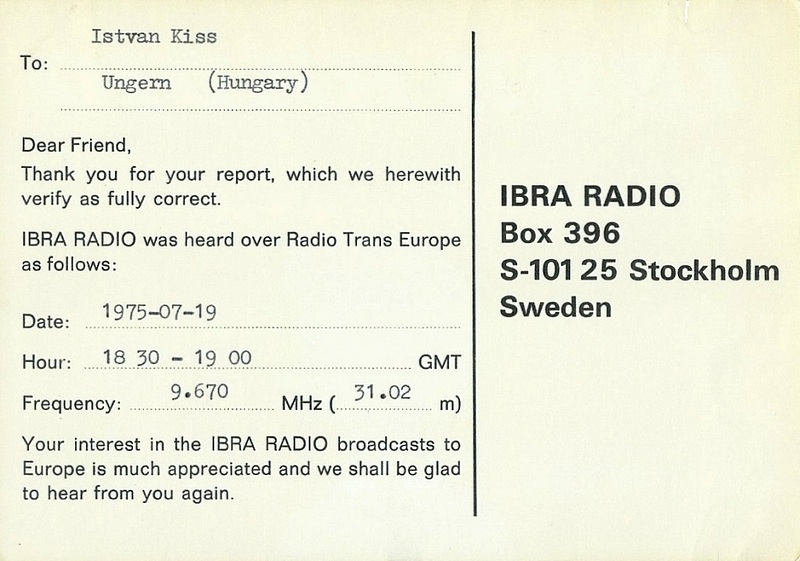 Istvan Kiss
To:
Ungern (Hungary)
Dear Friend,
Thank you for your report, which we herewith
verify as fully correct.
IBRA RADIO was heard over Radio Trans Europe
as follows:
Date: 1975-07-19
Hour: 18 30 - 19 00 GMT
Frequency: 9.670 MHz ( 31.02 m)
Your interest in the IBRA RADIO broadcasts to
Europe is much appreciated and we shall be glad
to hear from you again.
IBRA RADIO
Box 396
S-101 25 Stockholm
Sweden